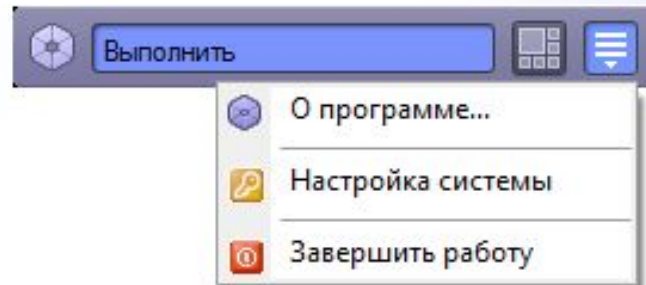 Выполнить
О программе...
Настройка системы
Завершить работу